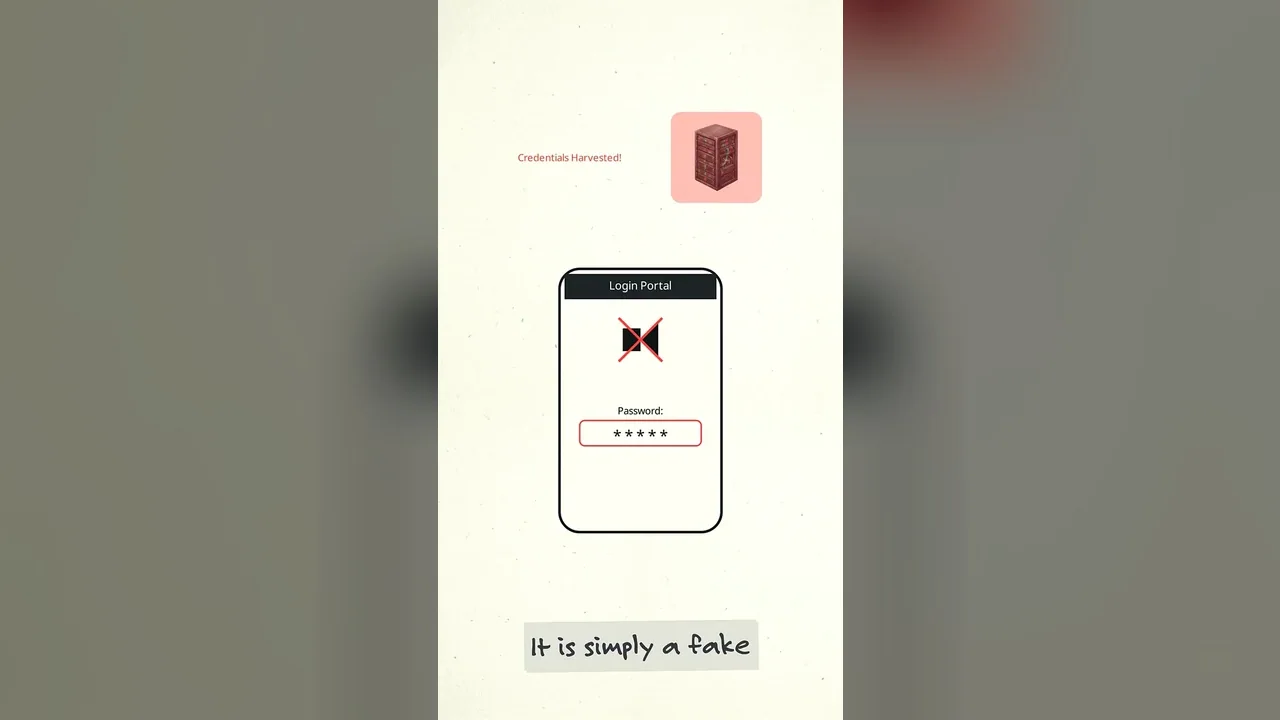 Credentials Harvested!
Login Portal
Password:
*****
It is simply a fake